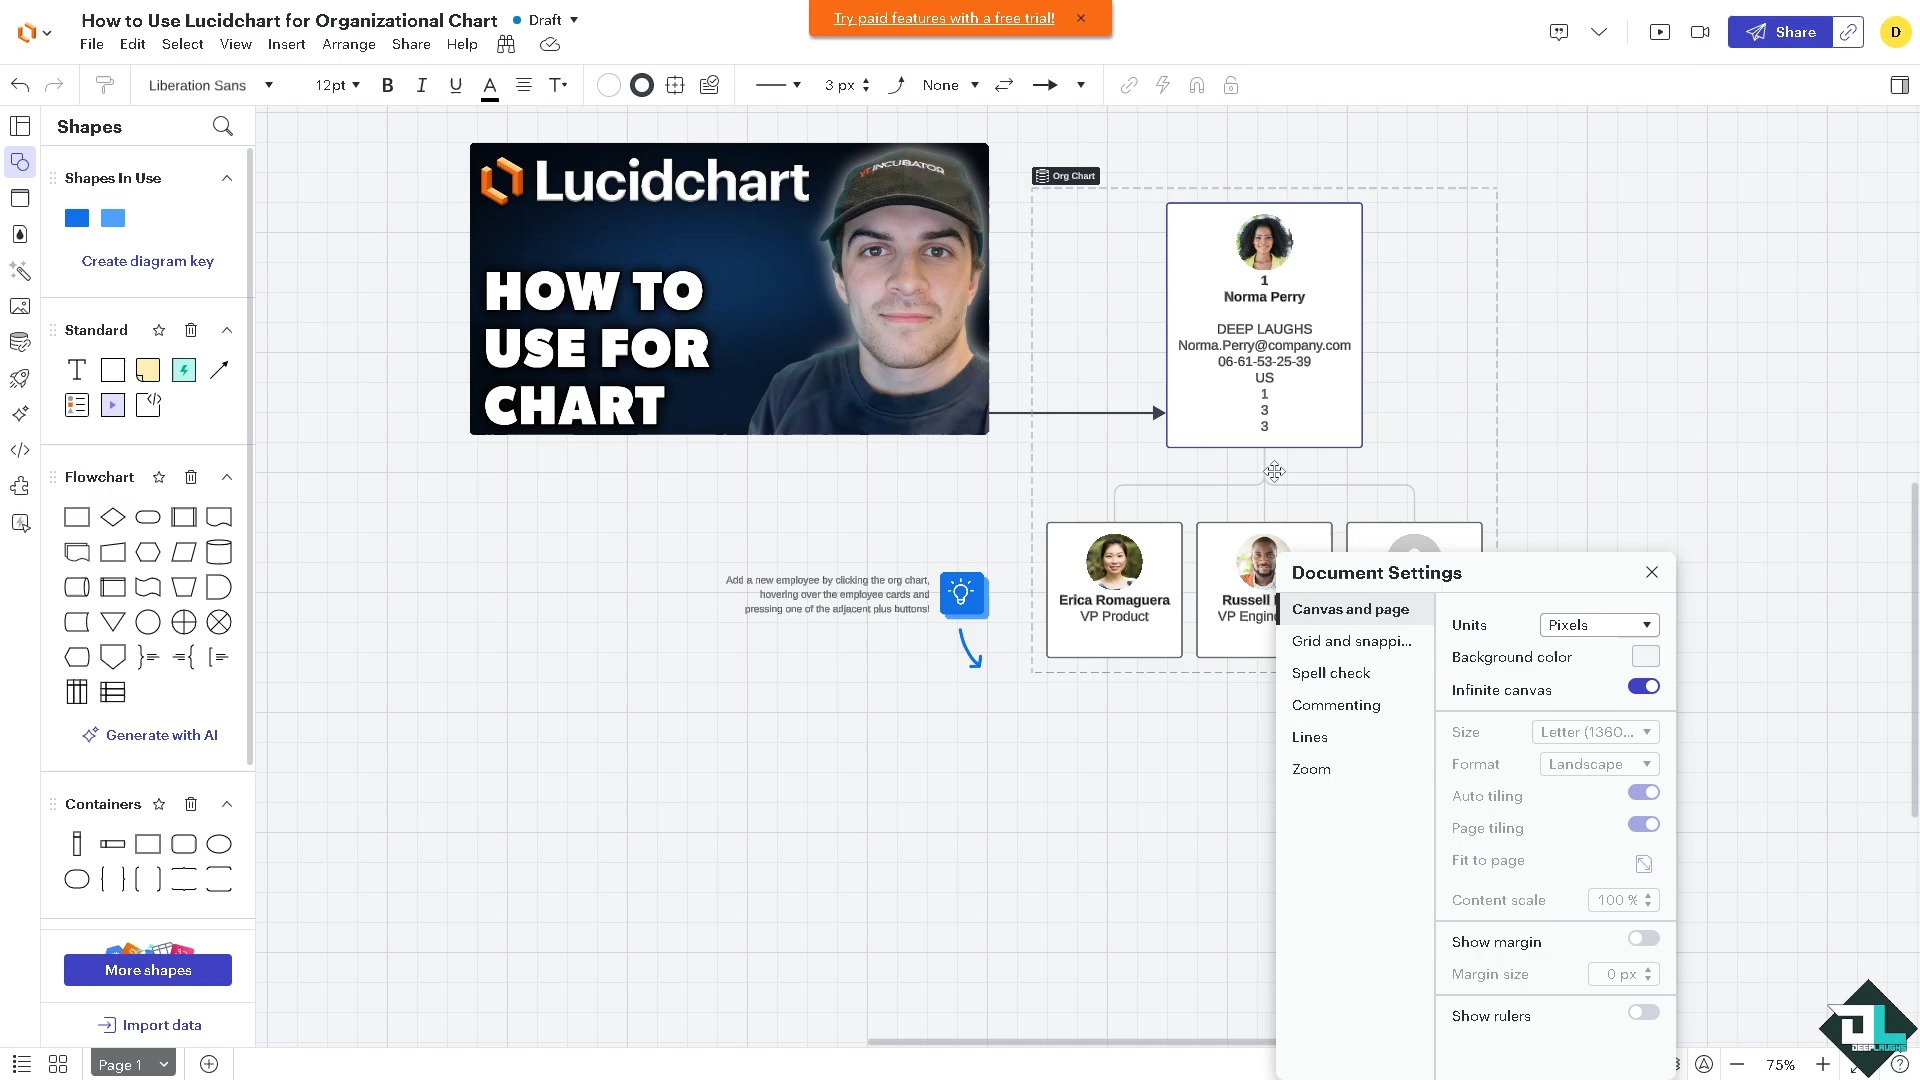 How to Use Lucidchart for Organizational Chart
Draft
Try paid features with a free trial!
Share
D
File Edit Select View Insert Arrange Share Help
Liberation Sans
12pt
B I U A T
3 px
None
Shapes
Shapes In Use
Create diagram key
Standard
T
Flowchart
Generate with AI
Containers
More shapes
Import data
Lucidchart
YT INCUBATOR
HOW TO
USE FOR
CHART
Org Chart
1
Norma Perry
DEEP LAUGHS
Norma.Perry@company.com
06-61-53-25-39
US
1
3
3
Erica Romaguera
VP Product
Russell
VP Engin
Add a new employee by clicking the org chart,
hovering over the employee cards and
pressing one of the adjacent plus buttons!
Document Settings
Canvas and page
Grid and snappi...
Spell check
Commenting
Lines
Zoom
Units Pixels
Background color
Infinite canvas
Size Letter (1360...
Format Landscape
Auto tiling
Page tiling
Fit to page
Content scale 100 %
Show margin
Margin size 0 px
Show rulers
Page 1
75%
DEEPLAUGHS